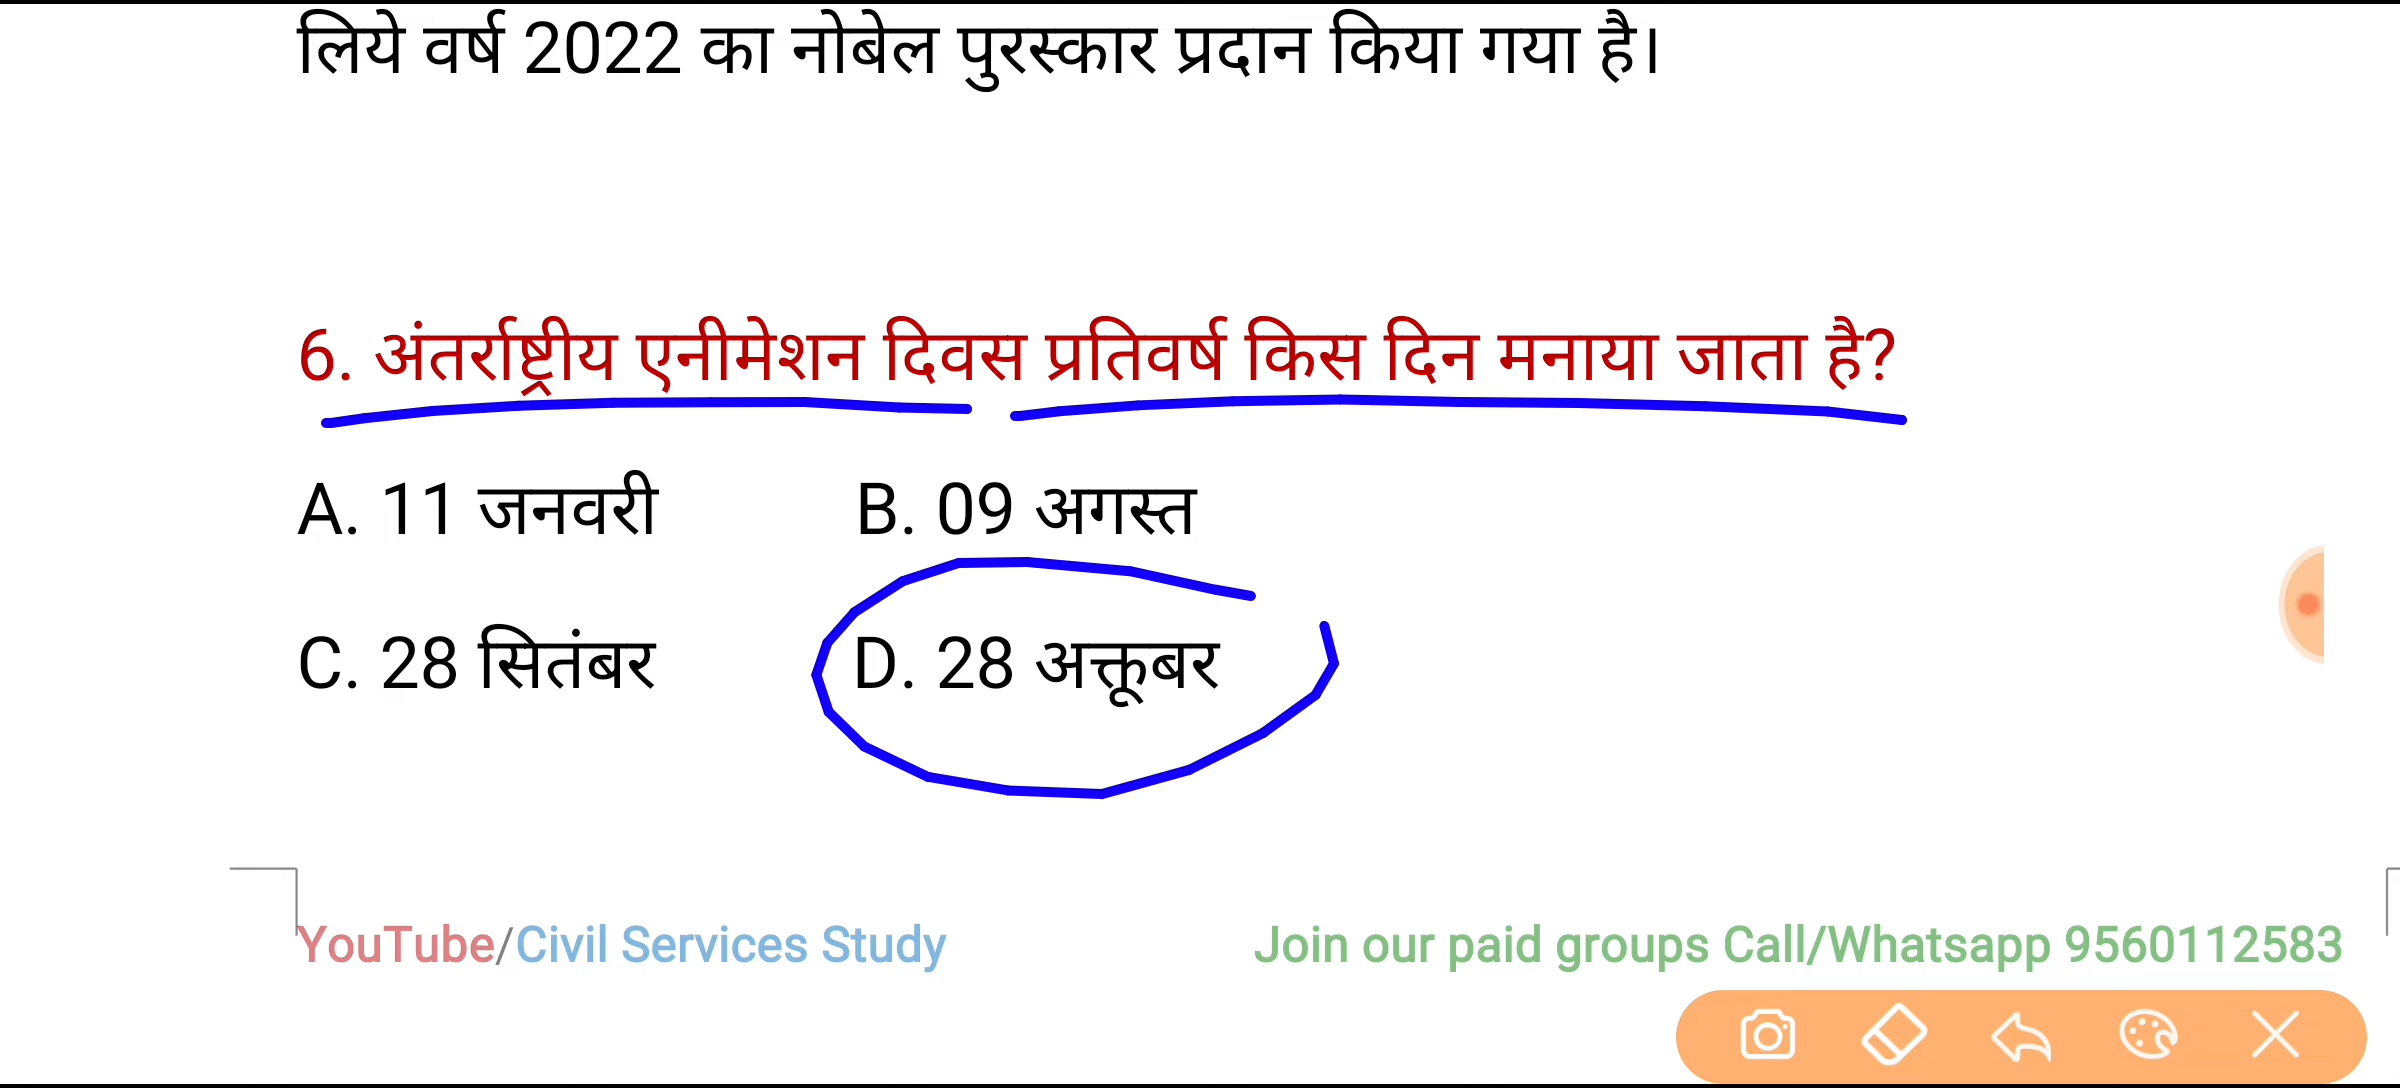 लिये वर्ष 2022 का नोबेल पुरस्कार प्रदान किया गया है।
6. अंतर्राष्ट्रीय एनीमेशन दिवस प्रतिवर्ष किस दिन मनाया जाता है?
A. 11 जनवरी B. 09 अगस्त
C. 28 सितंबर D. 28 अक्तूबर
YouTube/Civil Services Study Join our paid groups Call/Whatsapp 9560112583